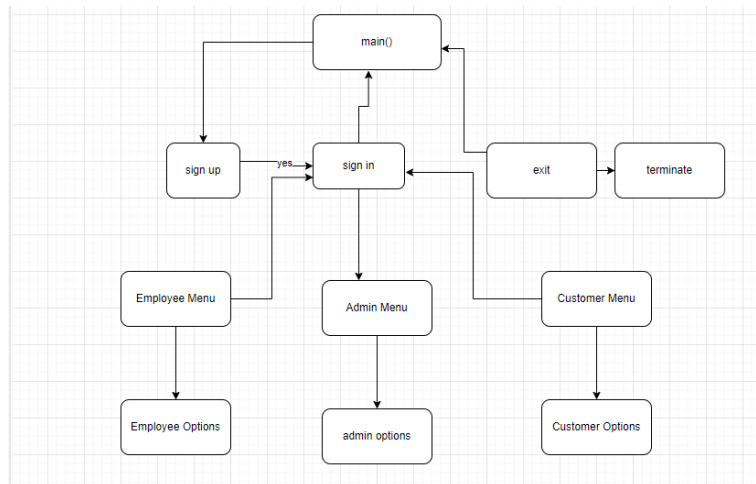 main()
sign up
yes
sign in
exit
terminate
Employee Menu
Admin Menu
Customer Menu
Employee Options
admin options
Customer Options